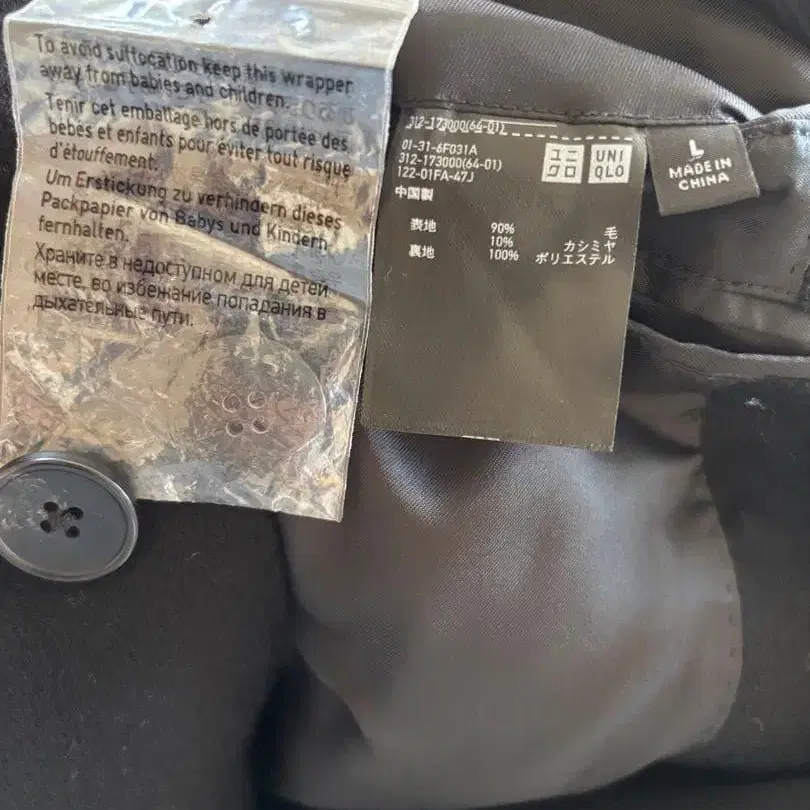 To avoid suffocation keep this wrapper
away from babies and children.
Tenir cet emballage hors de portée des
bébés et enfants pour éviter tout risque
d'étouffement.
Um Erstickung zu verhindern dieses
Packpapier von Babys und Kindern
fernhalten.
Храните в недоступном для детей
месте, во избежание попадания в
дыхательные пути.
312-173000(64-01)
01-31-6F031A
312-173000(64-01)
122-01FA-47J
中国製
ユニ
クロ
UNI
QLO
表地 90% 毛
10% カシミヤ
裏地 100% ポリエステル
L
MADE IN
CHINA